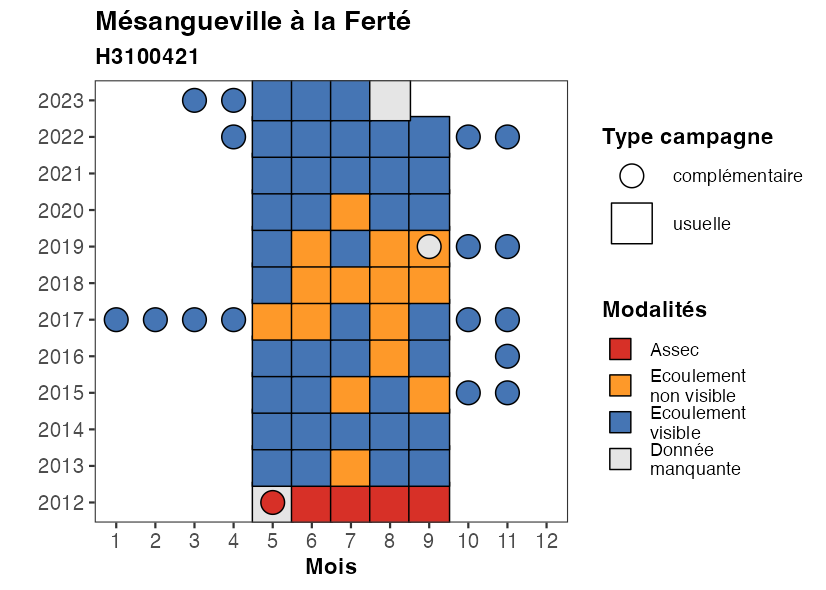 Mésangueville à la Ferté
H3100421
2023
2022
2021
2020
2019
2018
2017
2016
2015
2014
2013
2012
1 2 3 4 5 6 7 8 9 10 11 12
Mois
Type campagne
complémentaire
usuelle
Modalités
Assec
Ecoulement
non visible
Ecoulement
visible
Donnée
manquante